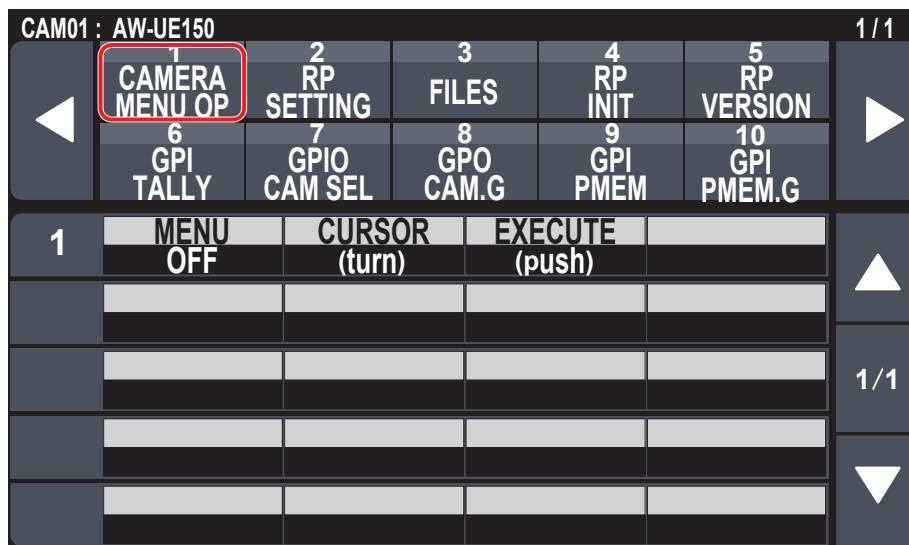 CAM01 : AW-UE150 1 / 1
1 2 3 4 5
CAMERA MENU OP RP SETTING FILES RP INIT RP VERSION
6 7 8 9 10
GPI TALLY GPIO CAM SEL GPO CAM.G GPI PMEM GPI PMEM.G
1 MENU CURSOR EXECUTE
OFF (turn) (push)
1/1